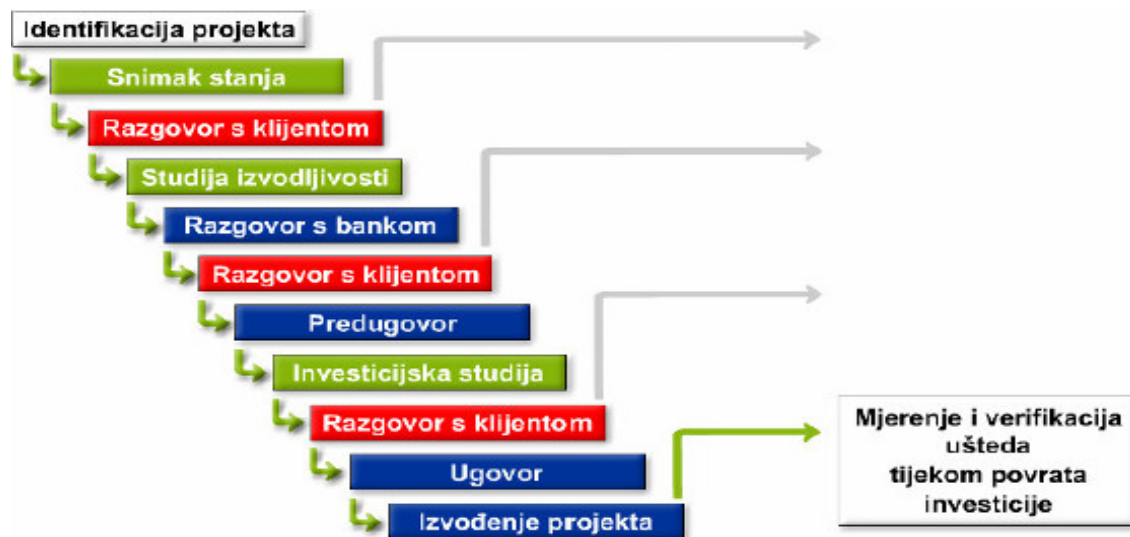 Identifikacija projekta
Snimak stanja
Razgovor s klijentom
Studija izvodljivosti
Razgovor s bankom
Razgovor s klijentom
Predugovor
Investicijska studija
Razgovor s klijentom
Ugovor
Izvođenje projekta
Mjerenje i verifikacija
ušteda
tijekom povrata
investicije